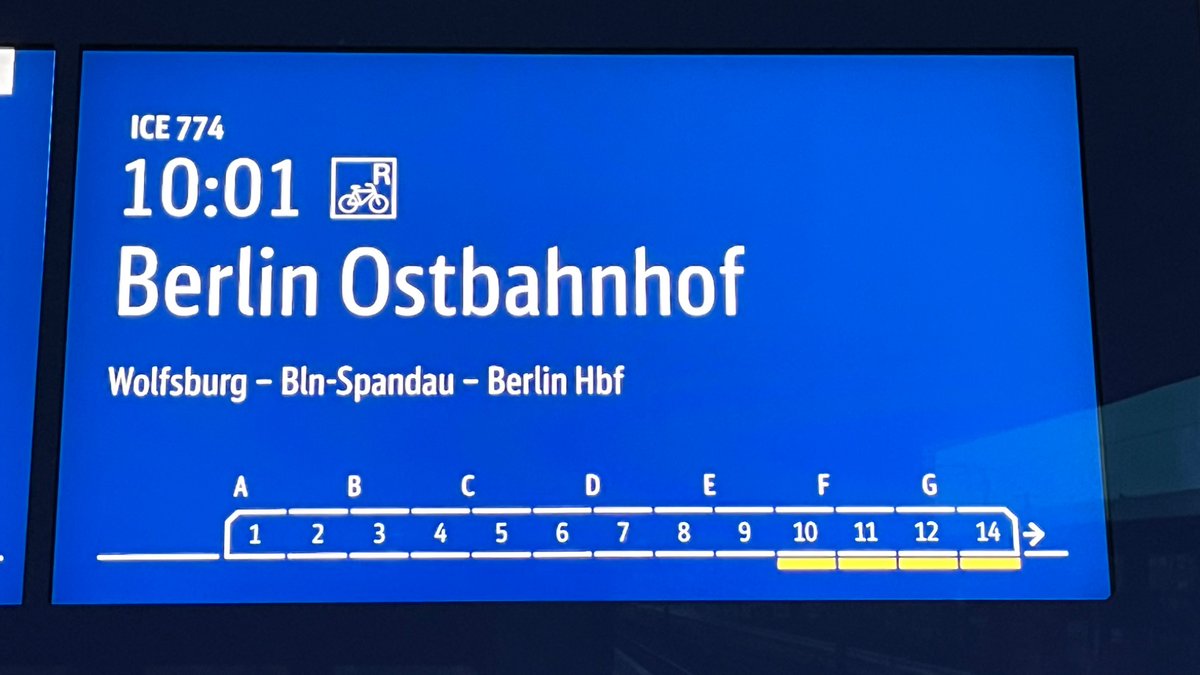 ICE 774
10:01 R
Berlin Ostbahnhof
Wolfsburg – Bln-Spandau – Berlin Hbf
A B C D E F G
1 2 3 4 5 6 7 8 9 10 11 12 14 →